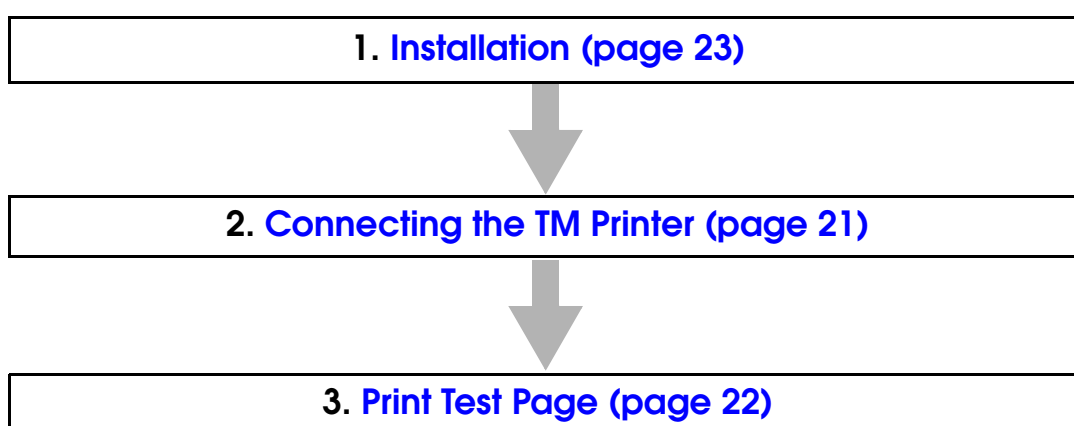 1. Installation (page 23)
2. Connecting the TM Printer (page 21)
3. Print Test Page (page 22)